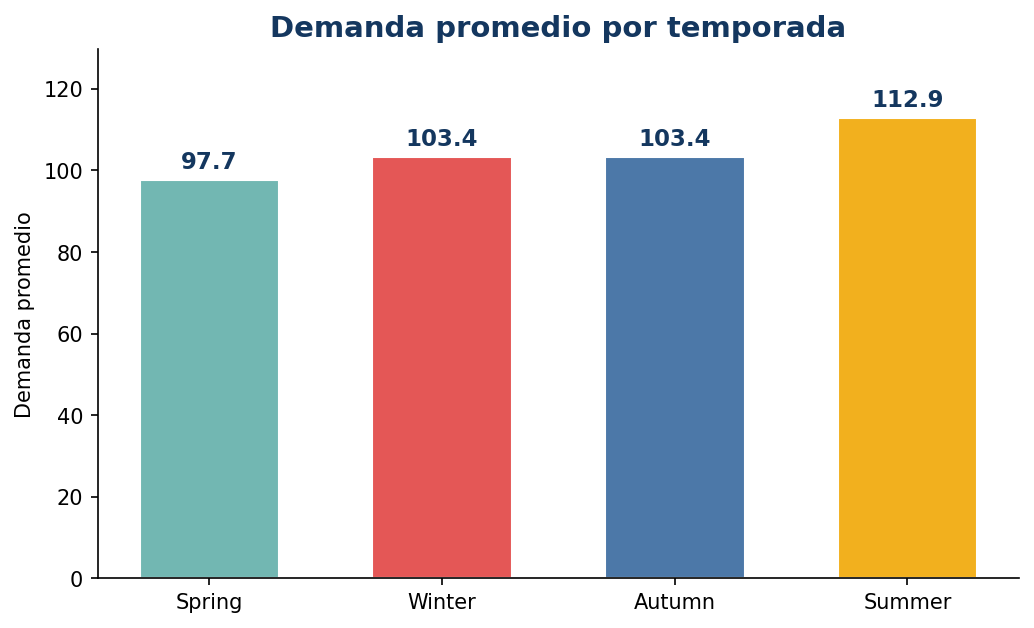 Demanda promedio por temporada
Demanda promedio
120
100
80
60
40
20
0
97.7
103.4
103.4
112.9
Spring
Winter
Autumn
Summer